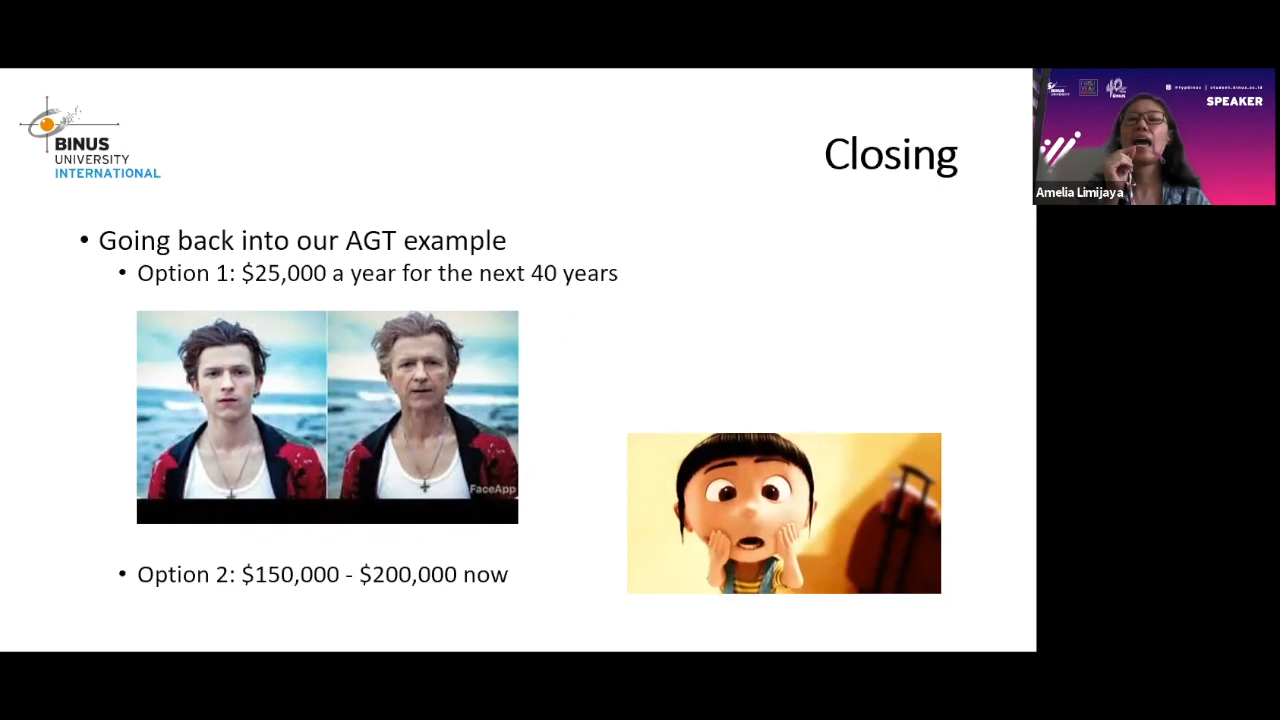 BINUS
UNIVERSITY
INTERNATIONAL
Closing
• Going back into our AGT example
• Option 1: $25,000 a year for the next 40 years
FaceApp
• Option 2: $150,000 - $200,000 now
SPEAKER
Amelia Limijaya